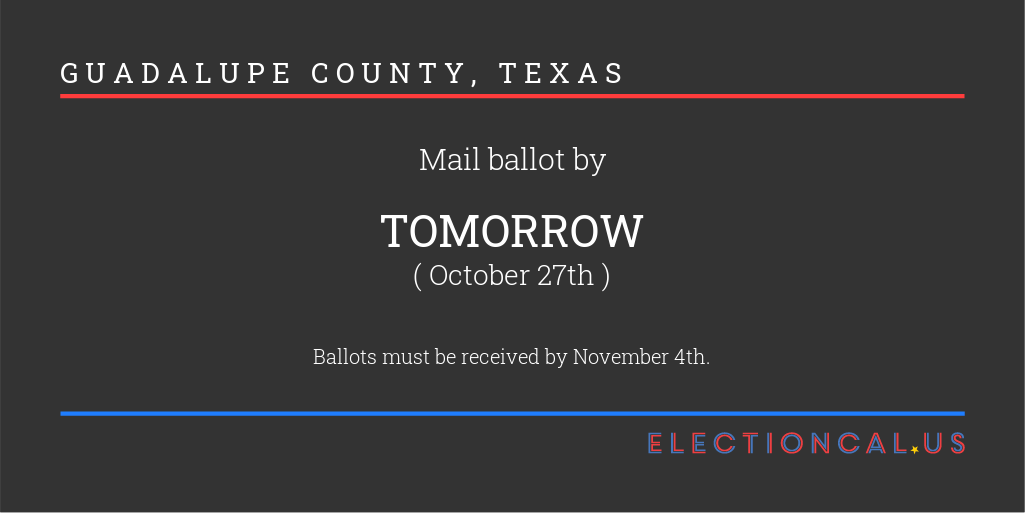 GUADALUPE COUNTY, TEXAS
Mail ballot by
TOMORROW
( October 27th )
Ballots must be received by November 4th.
ELECTIONCAL.US